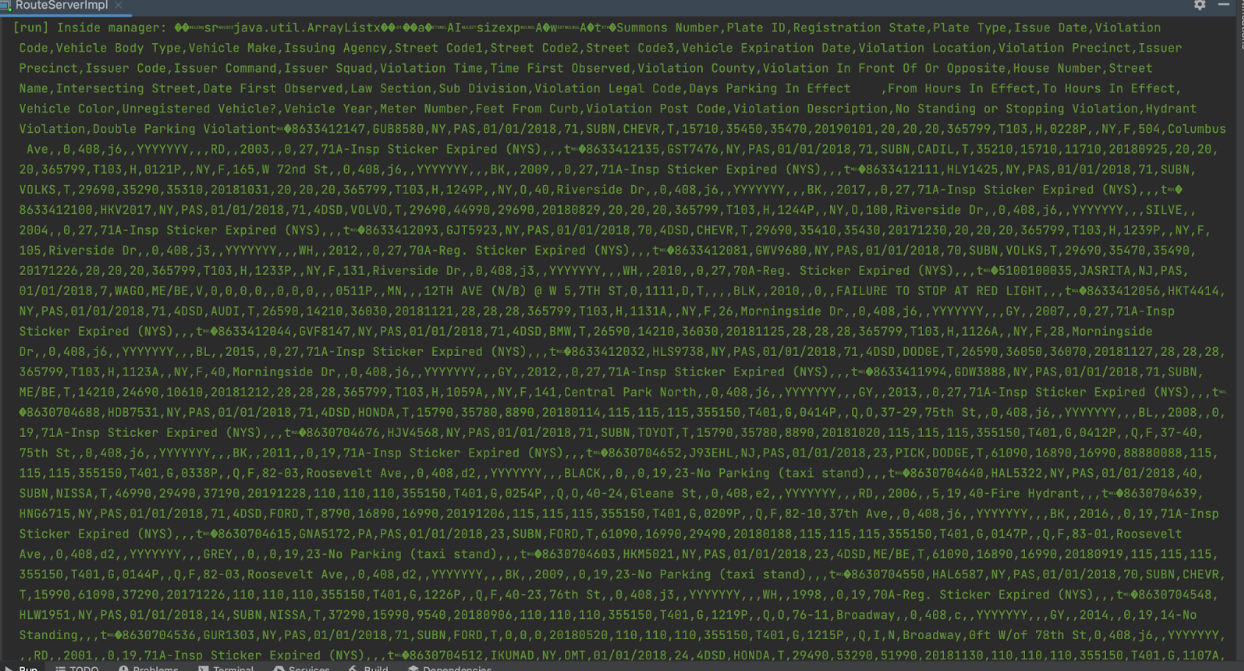 RouteServerImpl
[run] Inside manager: ��sr java.util.ArrayListx��a� I sizexp w t �Summons Number,Plate ID,Registration State,Plate Type,Issue Date,Violation
Code,Vehicle Body Type,Vehicle Make,Issuing Agency,Street Code1,Street Code2,Street Code3,Vehicle Expiration Date,Violation Location,Violation Precinct,Issuer
Precinct,Issuer Code,Issuer Command,Issuer Squad,Violation Time,Time First Observed,Violation County,Violation In Front Of Or Opposite,House Number,Street
Name,Intersecting Street,Date First Observed,Law Section,Sub Division,Violation Legal Code,Days Parking In Effect    ,From Hours In Effect,To Hours In Effect,
Vehicle Color,Unregistered Vehicle?,Vehicle Year,Meter Number,Feet From Curb,Violation Post Code,Violation Description,No Standing or Stopping Violation,Hydrant
Violation,Double Parking Violationt�8633412147,GUB8580,NY,PAS,01/01/2018,71,SUBN,CHEVR,T,15710,35450,35470,20190101,20,20,20,365799,T103,H,0228P,,NY,F,504,Columbus
Ave,,0,408,j6,,YYYYYYY,,,RD,,2003,,0,27,71A-Insp Sticker Expired (NYS),,,t�8633412135,GST7476,NY,PAS,01/01/2018,71,SUBN,CADIL,T,35210,15710,11710,20180925,20,20,
20,365799,T103,H,0121P,,NY,F,165,W 72nd St,,0,408,j6,,YYYYYYY,,,BK,,2009,,0,27,71A-Insp Sticker Expired (NYS),,,t�8633412111,HLY1425,NY,PAS,01/01/2018,71,SUBN,
VOLKS,T,29690,35290,35310,20181031,20,20,20,365799,T103,H,1249P,,NY,O,40,Riverside Dr,,0,408,j6,,YYYYYYY,,,BK,,2017,,0,27,71A-Insp Sticker Expired (NYS),,,t�
8633412100,HKV2017,NY,PAS,01/01/2018,71,4DSD,VOLVO,T,29690,44990,29690,20180829,20,20,20,365799,T103,H,1244P,,NY,O,100,Riverside Dr,,0,408,j6,,YYYYYYY,,,SILVE,,
2004,,0,27,71A-Insp Sticker Expired (NYS),,,t�8633412093,GJT5923,NY,PAS,01/01/2018,70,4DSD,CHEVR,T,29690,35410,35430,20171230,20,20,20,365799,T103,H,1239P,,NY,F,
105,Riverside Dr,,0,408,j3,,YYYYYYY,,,WH,,2012,,0,27,70A-Reg. Sticker Expired (NYS),,,t�8633412081,GWV9680,NY,PAS,01/01/2018,70,SUBN,VOLKS,T,29690,35470,35490,
20171226,20,20,20,365799,T103,H,1233P,,NY,F,131,Riverside Dr,,0,408,j3,,YYYYYYY,,,WH,,2010,,0,27,70A-Reg. Sticker Expired (NYS),,,t�5100100035,JASRITA,NJ,PAS,
01/01/2018,7,WAGO,ME/BE,V,0,0,0,0,,0,0,0,,,0511P,,MN,,,12TH AVE (N/B) @ W 5,7TH ST,0,1111,D,T,,,,BLK,,2010,,0,,FAILURE TO STOP AT RED LIGHT,,,t�8633412056,HKT4414,
NY,PAS,01/01/2018,71,4DSD,AUDI,T,26590,14210,36030,20181121,28,28,28,365799,T103,H,1131A,,NY,F,26,Morningside Dr,,0,408,j6,,YYYYYYY,,,GY,,2007,,0,27,71A-Insp
Sticker Expired (NYS),,,t�8633412044,GVF8147,NY,PAS,01/01/2018,71,4DSD,BMW,T,26590,14210,36030,20181125,28,28,28,365799,T103,H,1126A,,NY,F,28,Morningside
Dr,,0,408,j6,,YYYYYYY,,,BL,,2015,,0,27,71A-Insp Sticker Expired (NYS),,,t�8633412032,HLS9738,NY,PAS,01/01/2018,71,4DSD,DODGE,T,26590,36050,36070,20181127,28,28,28,
365799,T103,H,1123A,,NY,F,40,Morningside Dr,,0,408,j6,,YYYYYYY,,,GY,,2012,,0,27,71A-Insp Sticker Expired (NYS),,,t�8633411994,GDW3888,NY,PAS,01/01/2018,71,SUBN,
ME/BE,T,14210,24690,10610,20181212,28,28,28,365799,T103,H,1059A,,NY,F,141,Central Park North,,0,408,j6,,YYYYYYY,,,GY,,2013,,0,27,71A-Insp Sticker Expired (NYS),,,t
�8630704688,HDB7531,NY,PAS,01/01/2018,71,4DSD,HONDA,T,15790,35780,8890,20180114,115,115,115,355150,T401,G,0414P,,Q,O,37-29,75th St,,0,408,j6,,YYYYYYY,,,BL,,2008,,0,
19,71A-Insp Sticker Expired (NYS),,,t�8630704676,HJV4568,NY,PAS,01/01/2018,71,SUBN,TOYOT,T,15790,35780,8890,20181020,115,115,115,355150,T401,G,0412P,,Q,F,37-40,
75th St,,0,408,j6,,YYYYYYY,,,BK,,2011,,0,19,71A-Insp Sticker Expired (NYS),,,t�8630704652,J93EHL,NJ,PAS,01/01/2018,23,PICK,DODGE,T,61090,16890,16990,88880088,115,
115,115,355150,T401,G,0338P,,Q,F,82-03,Roosevelt Ave,,0,408,d2,,YYYYYYY,,,BLACK,,0,,0,19,23-No Parking (taxi stand),,,t�8630704640,HAL5322,NY,PAS,01/01/2018,40,
SUBN,NISSA,T,46990,29490,37190,20191228,110,110,110,355150,T401,G,0254P,,Q,O,40-24,Gleane St,,0,408,e2,,YYYYYYY,,,RD,,2006,,5,19,40-Fire Hydrant,,,t�8630704639,
HNG6715,NY,PAS,01/01/2018,71,4DSD,FORD,T,8790,16890,16990,20191206,115,115,115,355150,T401,G,0209P,,Q,F,82-10,37th Ave,,0,408,j6,,YYYYYYY,,,BK,,2016,,0,19,71A-Insp
Sticker Expired (NYS),,,t�8630704615,GNA5172,PA,PAS,01/01/2018,23,SUBN,FORD,T,61090,16990,29490,20180188,115,115,115,355150,T401,G,0147P,,Q,F,83-01,Roosevelt
Ave,,0,408,d2,,YYYYYYY,,,GREY,,0,,0,19,23-No Parking (taxi stand),,,t�8630704603,HKM5021,NY,PAS,01/01/2018,23,4DSD,ME/BE,T,61090,16890,16990,20180919,115,115,115,
355150,T401,G,0144P,,Q,F,82-03,Roosevelt Ave,,0,408,d2,,YYYYYYY,,,BK,,2009,,0,19,23-No Parking (taxi stand),,,t�8630704550,HAL6587,NY,PAS,01/01/2018,70,SUBN,CHEVR,
T,15990,61090,37290,20171226,110,110,110,355150,T401,G,1226P,,Q,F,40-23,76th St,,0,408,j3,,YYYYYYY,,,WH,,1998,,0,19,70A-Reg. Sticker Expired (NYS),,,t�8630704548,
HLW1951,NY,PAS,01/01/2018,14,SUBN,NISSA,T,37290,15990,9540,20180906,110,110,110,355150,T401,G,1219P,,Q,O,76-11,Broadway,,0,408,c,,YYYYYYY,,,GY,,2014,,0,19,14-No
Standing,,,t�8630704536,GUR1303,NY,PAS,01/01/2018,71,SUBN,FORD,T,0,0,0,20180520,110,110,110,355150,T401,G,1215P,,Q,I,N,Broadway,0ft W/of 78th St,0,408,j6,,YYYYYYY,
,,RD,,2001,,0,19,71A-Insp Sticker Expired (NYS),,,t�8630704512,IKUMAD,NY,OMT,01/01/2018,24,4DSD,HONDA,T,29490,53290,51990,20181130,110,110,110,355150,T401,G,1107A,
Run TODO Problems Terminal Services Build Dependencies